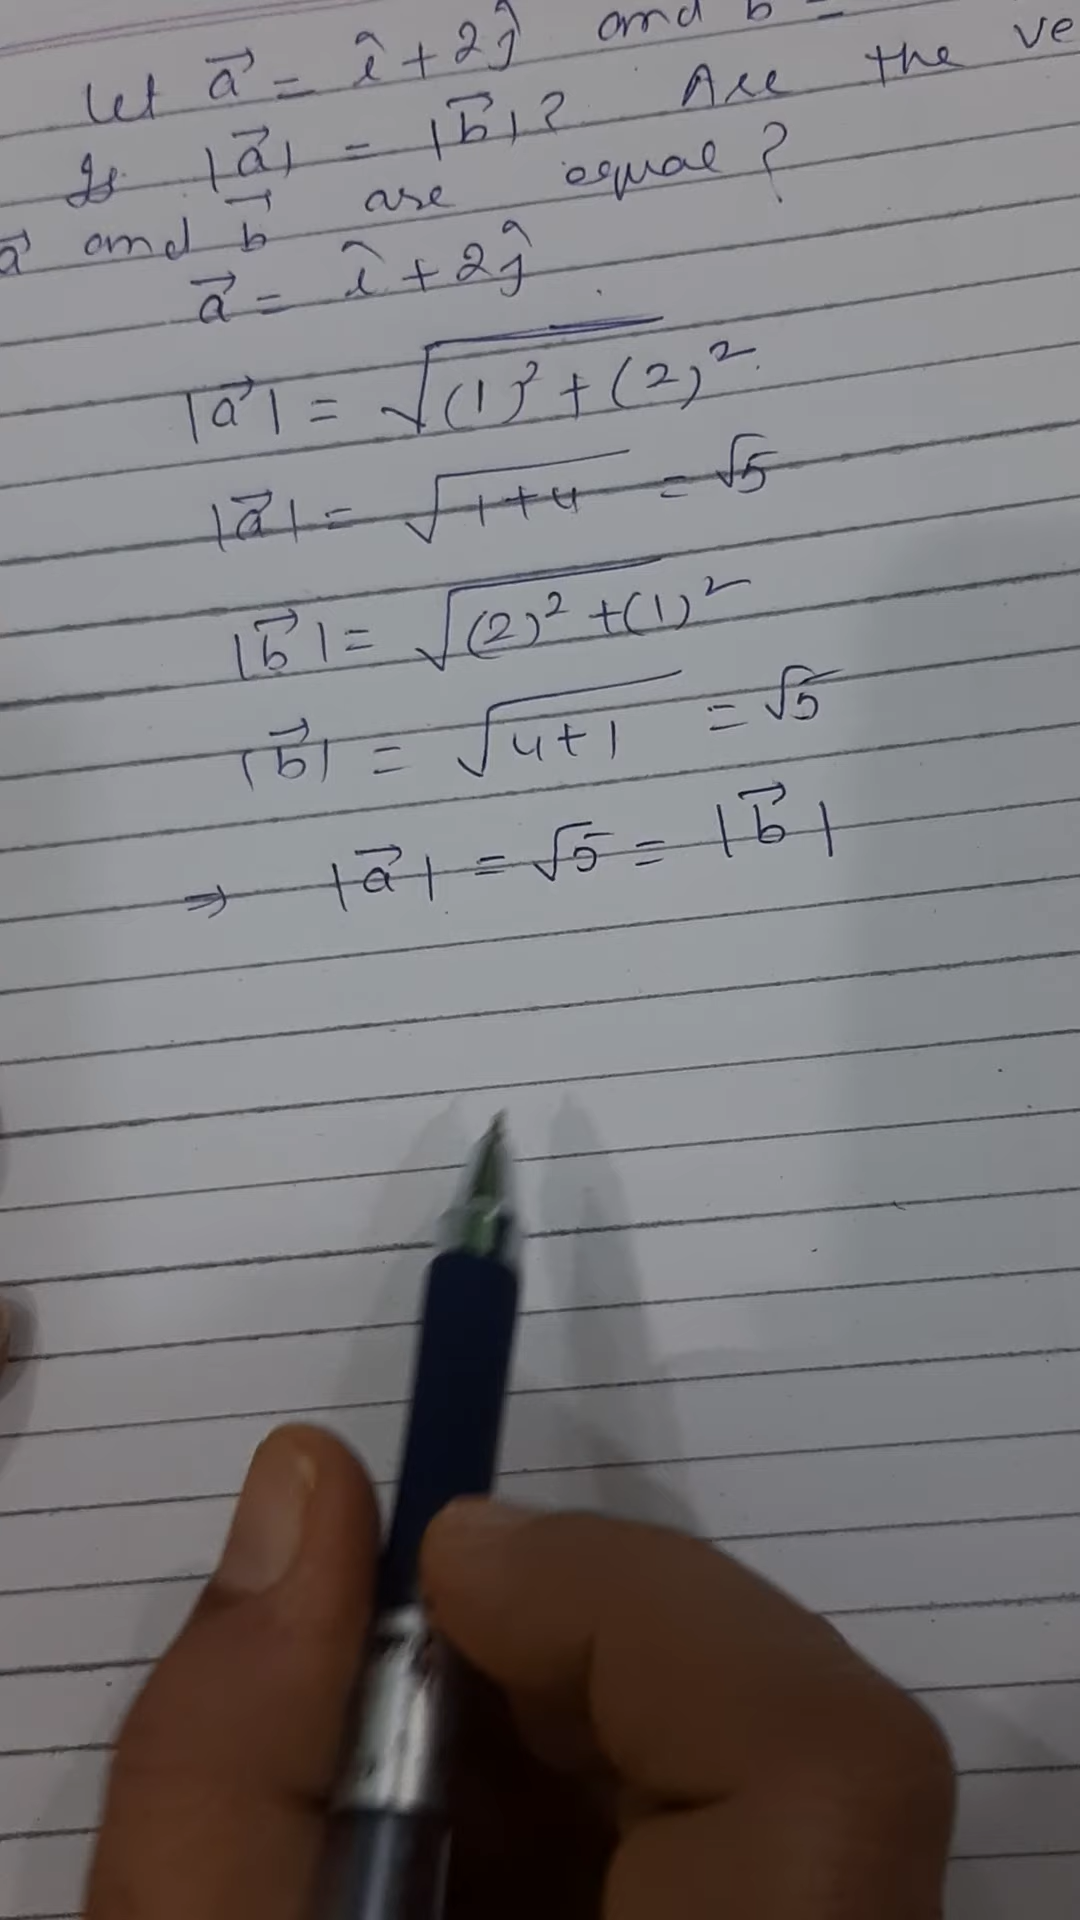 Let a⃗ = î + 2ĵ and b =
Is |a⃗| = |b⃗|? Are the ve
a⃗ and b⃗ are equal?
a⃗ = î + 2ĵ
|a⃗| = √(1)² + (2)²
|a⃗| = √1+4 = √5
|b⃗| = √(2)² + (1)²
|b⃗| = √4+1 = √5
⇒ |a⃗| = √5 = |b⃗|